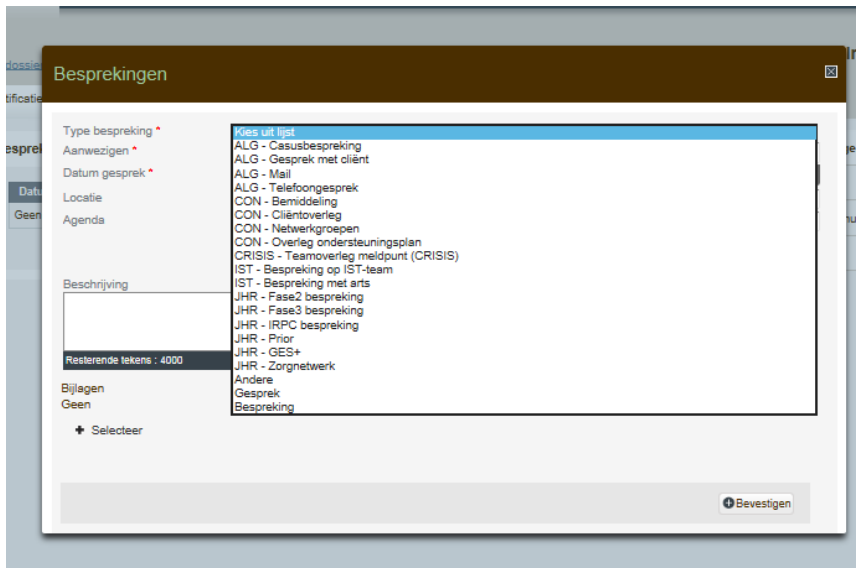 Besprekingen
Type bespreking *
Kies uit lijst
Aanwezigen *
ALG - Casusbespreking
ALG - Gesprek met cliënt
Datum gesprek *
ALG - Mail
ALG - Telefoongesprek
Locatie
CON - Bemiddeling
CON - Cliëntoverleg
Agenda
CON - Netwerkgroepen
CON - Overleg ondersteuningsplan
CRISIS - Teamoverleg meldpunt (CRISIS)
IST - Bespreking op IST-team
Beschrijving
IST - Bespreking met arts
JHR - Fase2 bespreking
JHR - Fase3 bespreking
JHR - IRPC bespreking
JHR - Prior
JHR - GES+
Resterende tekens : 4000
JHR - Zorgnetwerk
Andere
Bijlagen
Gesprek
Geen
Bespreking
Selecteer
Bevestigen
dossie
tificatie
Geen